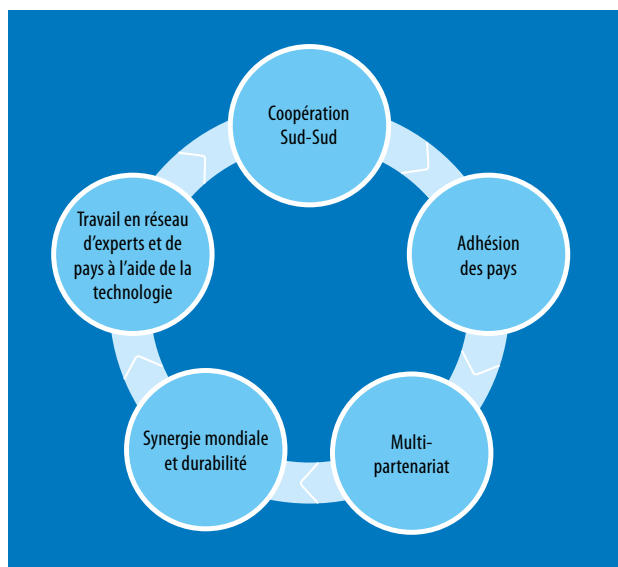 Coopération
Sud-Sud
Adhésion
des pays
Multi-
partenariat
Synergie mondiale
et durabilité
Travail en réseau
d’experts et de
pays à l’aide de la
technologie